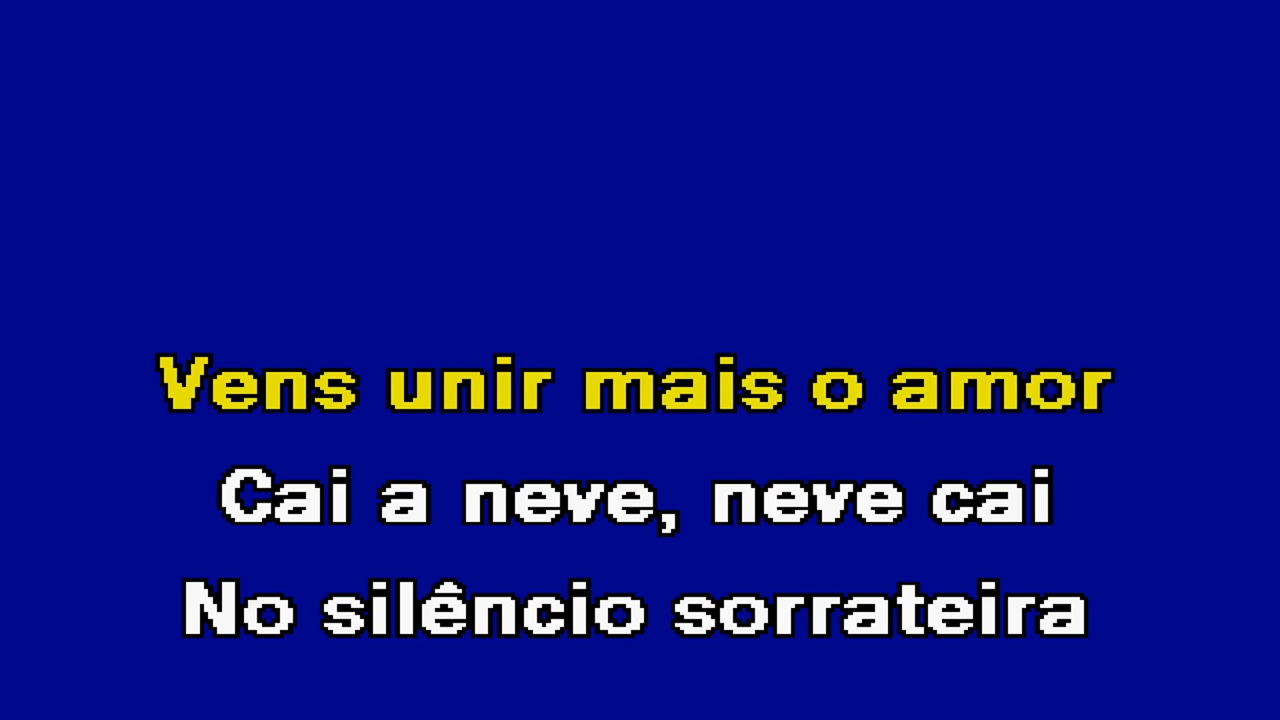 Vens unir mais o amor
Cai a neve, neve cai
No silêncio sorrateira